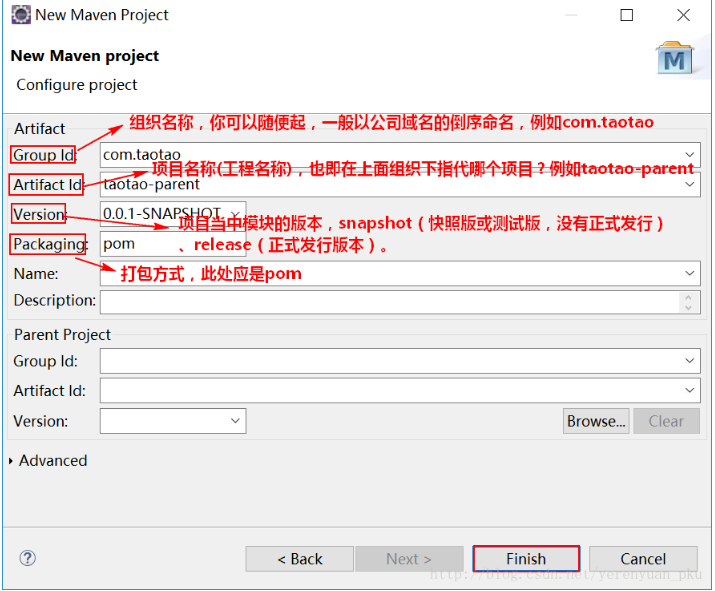 New Maven Project
New Maven project
Configure project
M
Artifact
组织名称，你可以随便起，一般以公司域名的倒序命名，例如com.taotao
Group Id:
com.taotao
项目名称(工程名称)，也即在上面组织下指代哪个项目？例如taotao-parent
Artifact Id:
taotao-parent
Version:
0.0.1-SNAPSHOT
项目当中模块的版本，snapshot（快照版或测试版，没有正式发行）
、release（正式发行版本）。
Packaging:
pom
打包方式，此处应是pom
Name:
Description:
Parent Project
Group Id:
Artifact Id:
Version:
Browse...
Clear
Advanced
?
< Back
Next >
Finish
Cancel
http://blog.csdn.net/yerenyuan_pku